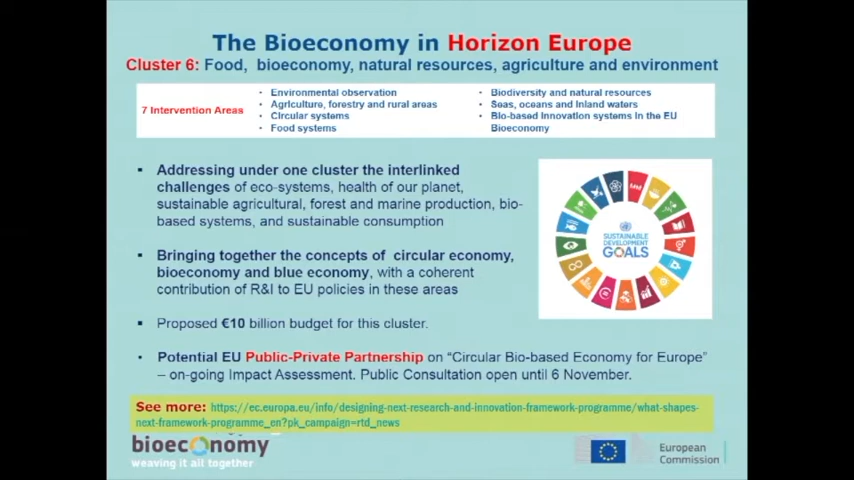 The Bioeconomy in Horizon Europe
Cluster 6: Food, bioeconomy, natural resources, agriculture and environment
7 Intervention Areas
• Environmental observation
• Agriculture, forestry and rural areas
• Circular systems
• Food systems
• Biodiversity and natural resources
• Seas, oceans and inland waters
• Bio-based innovation systems in the EU
Bioeconomy
▪ Addressing under one cluster the interlinked
challenges of eco-systems, health of our planet,
sustainable agricultural, forest and marine production, bio-
based systems, and sustainable consumption
SUSTAINABLE
DEVELOPMENT
GOALS
▪ Bringing together the concepts of circular economy,
bioeconomy and blue economy, with a coherent
contribution of R&I to EU policies in these areas
▪ Proposed €10 billion budget for this cluster.
• Potential EU Public-Private Partnership on “Circular Bio-based Economy for Europe”
– on-going Impact Assessment. Public Consultation open until 6 November.
See more: https://ec.europa.eu/info/designing-next-research-and-innovation-framework-programme/what-shapes-
next-framework-programme_en?pk_campaign=rtd_news
bioeconomy
weaving it all together
European
Commission